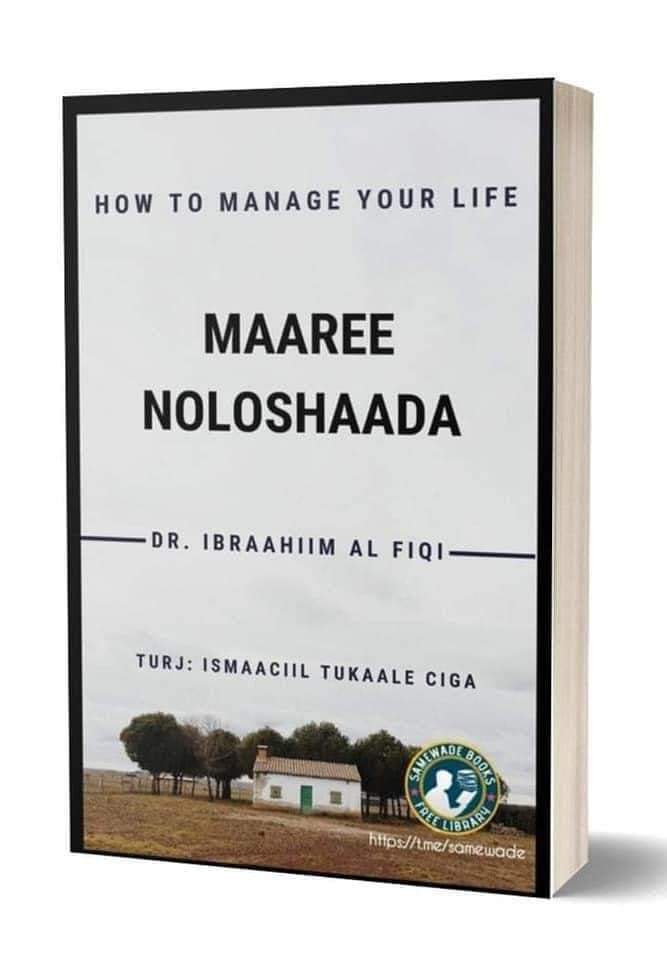 HOW TO MANAGE YOUR LIFE
MAAREE
NOLOSHAADA
DR. IBRAAHIIM AL FIQI
TURJ: ISMAACIIL TUKAALE CIGA
SAMEWADE BOOKS
FREE LIBRARY
https://t.me/samewade